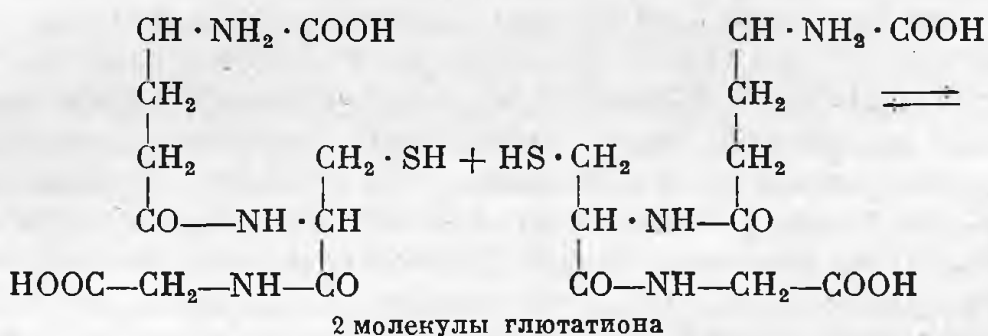 CH · NH₂ · COOH CH · NH₂ · COOH
CH₂ CH₂ ⇌
CH₂ CH₂ · SH + HS · CH₂ CH₂
CO—NH · CH CH · NH—CO
HOOC—CH₂—NH—CO CO—NH—CH₂—COOH
2 молекулы глютатиона